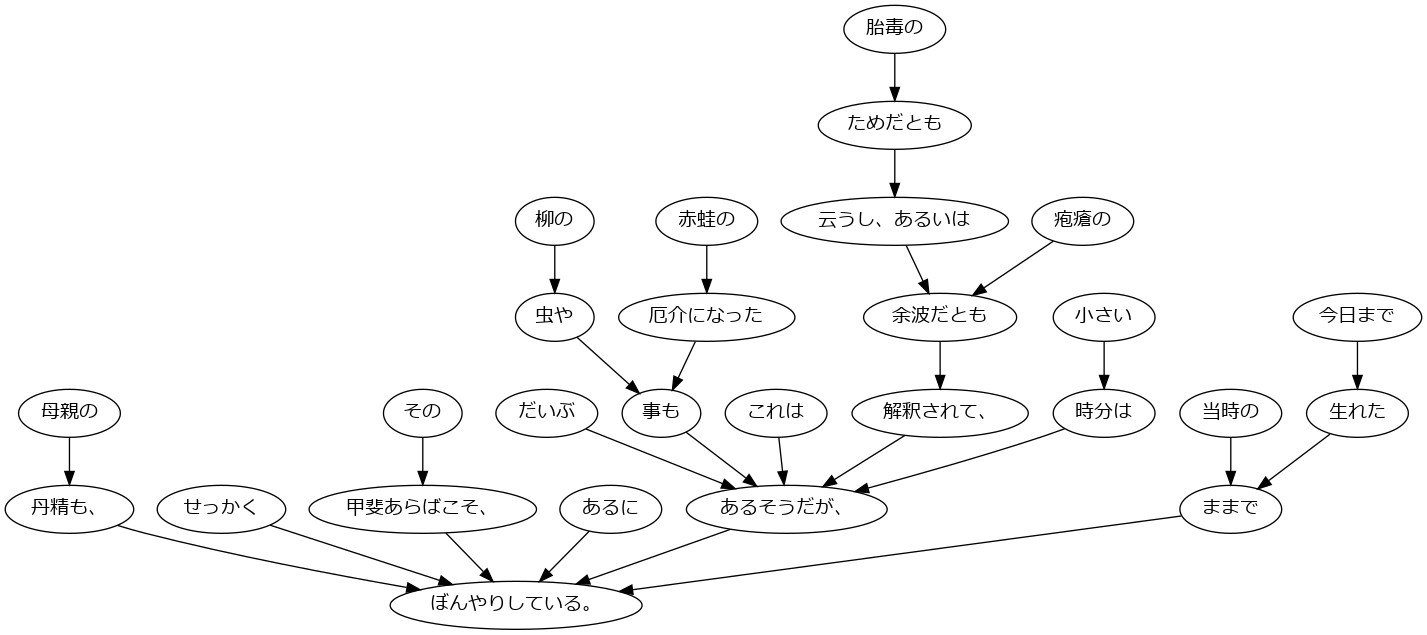 胎毒の
ためだとも
柳の
赤蛙の
云うし、あるいは
疱瘡の
虫や
厄介になった
余波だとも
小さい
今日まで
母親の
その
だいぶ
事も
これは
解釈されて、
時分は
当時の
生れた
丹精も、
せっかく
甲斐あらばこそ、
あるに
あるそうだが、
ままで
ぼんやりしている。